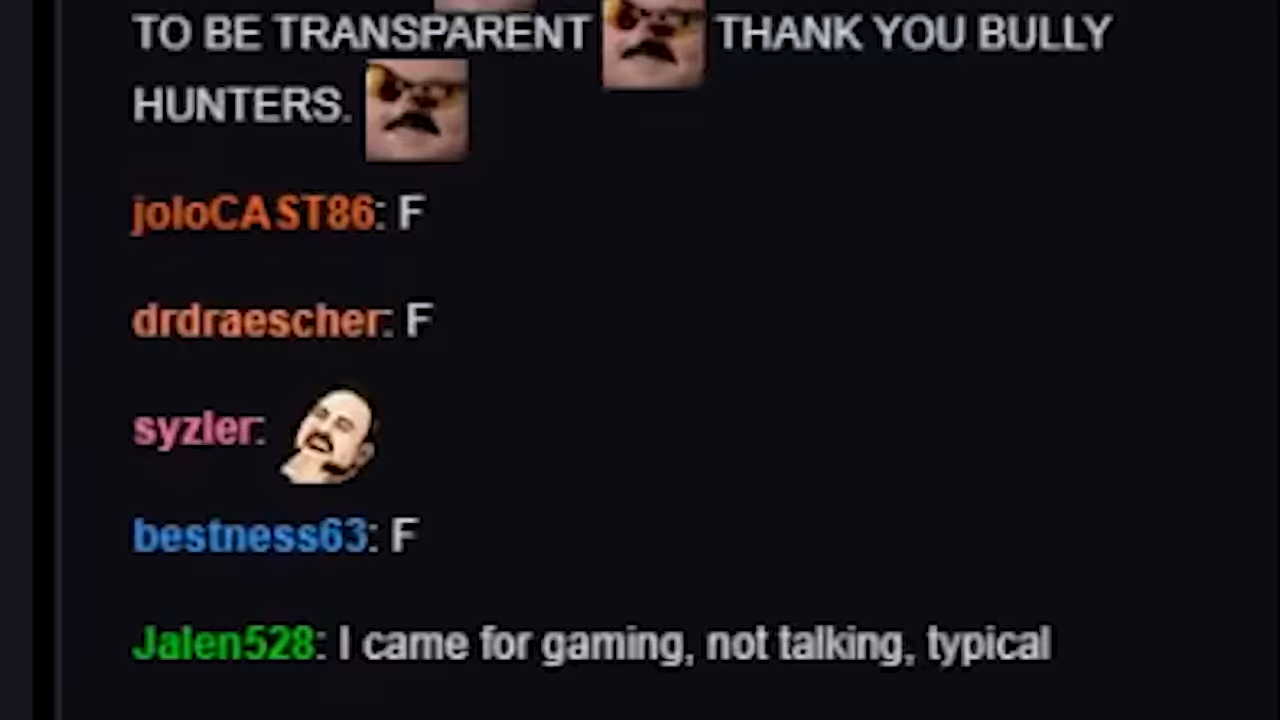 TO BE TRANSPARENT THANK YOU BULLY
HUNTERS.
joloCAST86: F
drdraescher: F
syzler:
bestness63: F
Jalen528: I came for gaming, not talking, typical